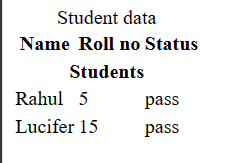 Student data
Name Roll no Status
Students
Rahul 5 pass
Lucifer 15 pass